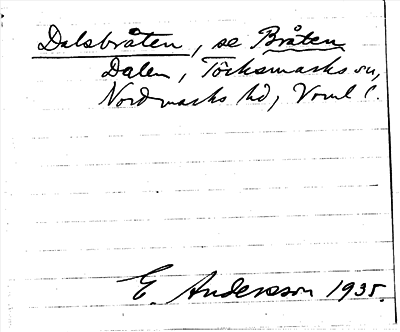 Dalsbråten, se Bråten
Dalen, Töcksmarks sn,
Nordmarks hd, Vrml l.
E. Andersson 1935.